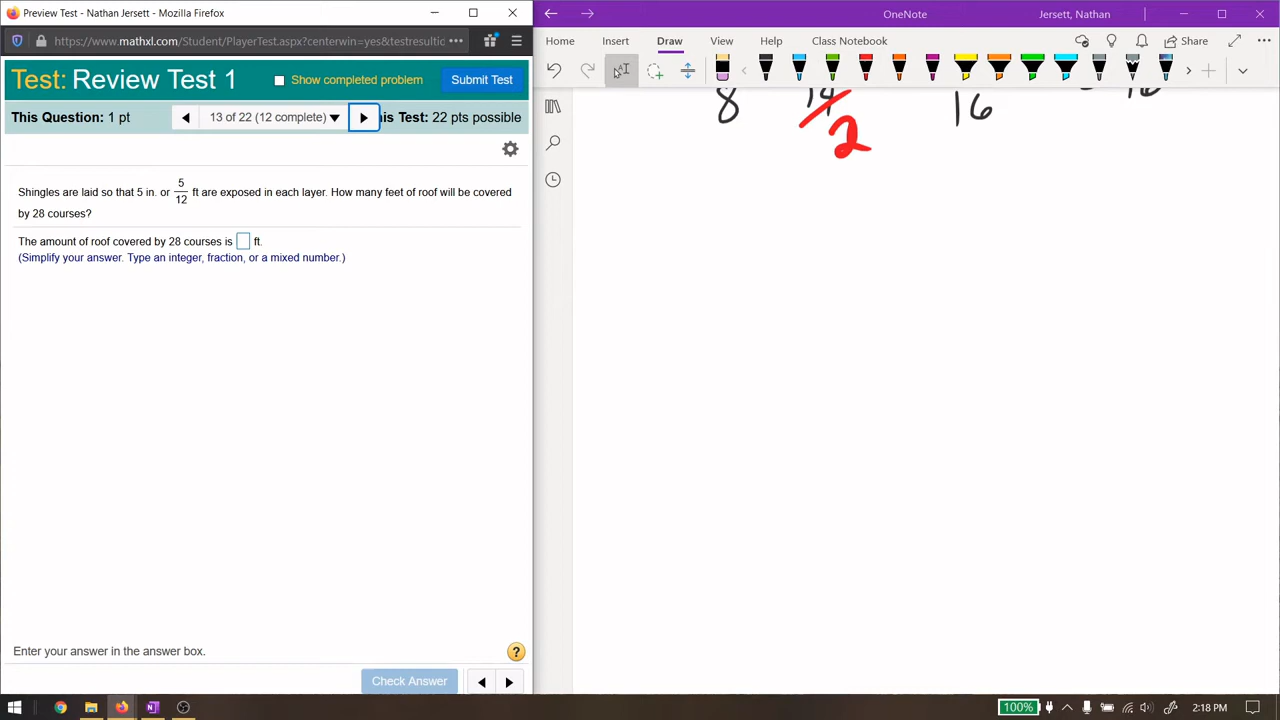 Preview Test - Nathan Jersett - Mozilla Firefox
https://www.mathxl.com/Student/PlayerTest.aspx?centerwin=yes&testresultid
Test: Review Test 1
Show completed problem
Submit Test
This Question: 1 pt
13 of 22 (12 complete)
is Test: 22 pts possible
Shingles are laid so that 5 in. or 5/12 ft are exposed in each layer. How many feet of roof will be covered
by 28 courses?
The amount of roof covered by 28 courses is ft.
(Simplify your answer. Type an integer, fraction, or a mixed number.)
Enter your answer in the answer box.
?
Check Answer
OneNote
Jersett, Nathan
Home
Insert
Draw
View
Help
Class Notebook
Share
8
14
2
16
16
100%
2:18 PM